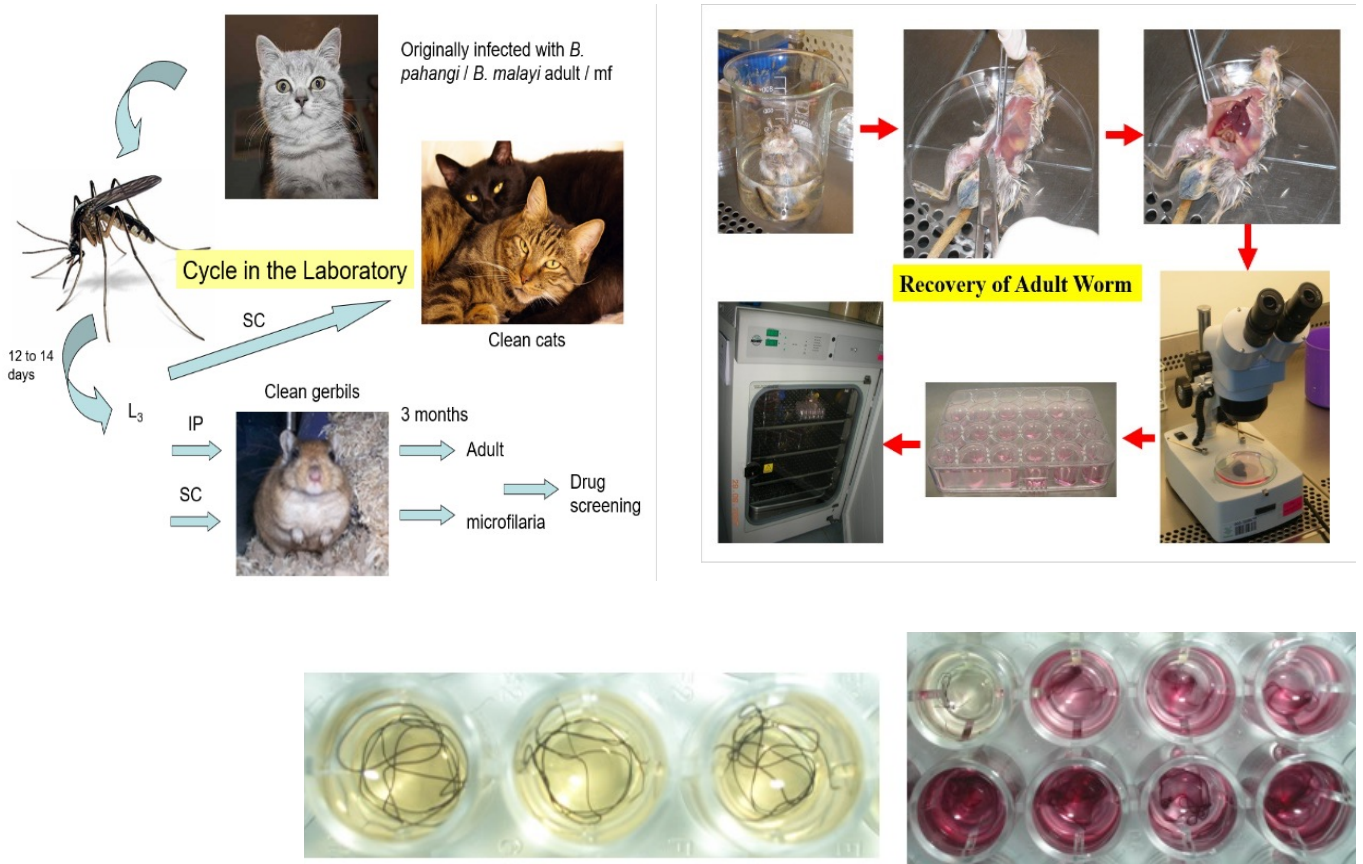 Originally infected with B.
pahangi / B. malayi adult / mf
Cycle in the Laboratory
SC
Clean cats
12 to 14
days
L3
Clean gerbils
IP
3 months
Adult
SC
microfilaria
Drug
screening
Recovery of Adult Worm